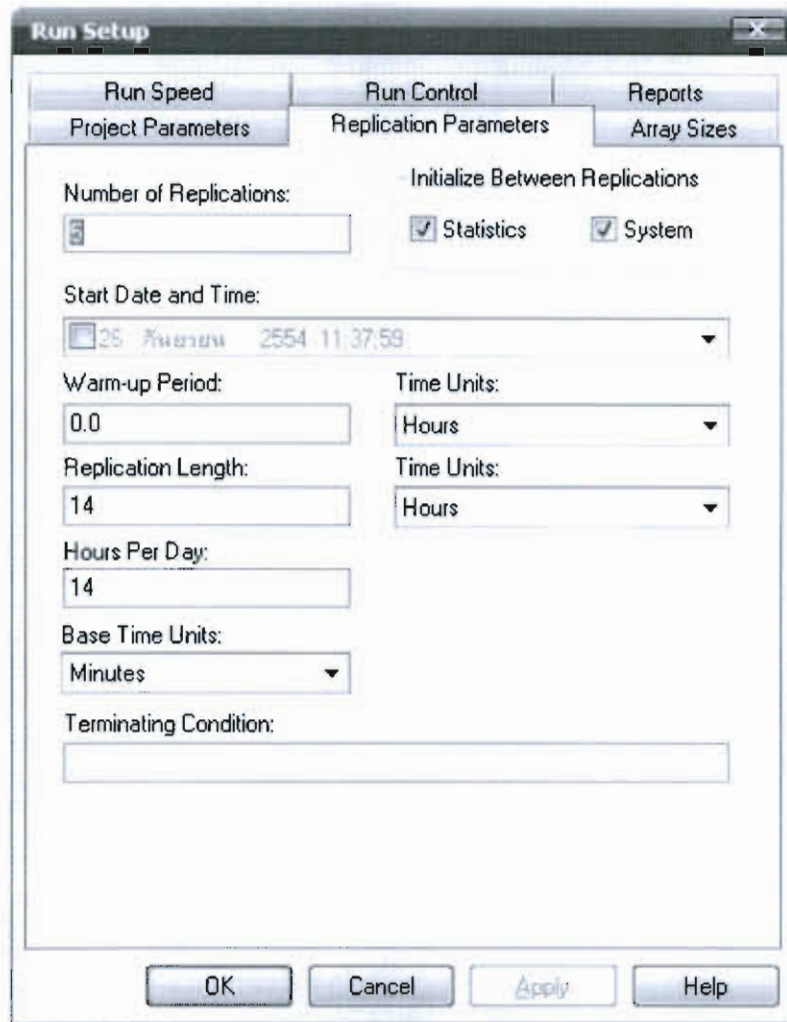 Run Setup
Run Speed Run Control Reports
Project Parameters Replication Parameters Array Sizes
Number of Replications:
Initialize Between Replications
Statistics System
Start Date and Time:
26 กันยายน 2554 11:37:59
Warm-up Period: Time Units:
0.0 Hours
Replication Length: Time Units:
14 Hours
Hours Per Day:
14
Base Time Units:
Minutes
Terminating Condition:
OK Cancel Apply Help